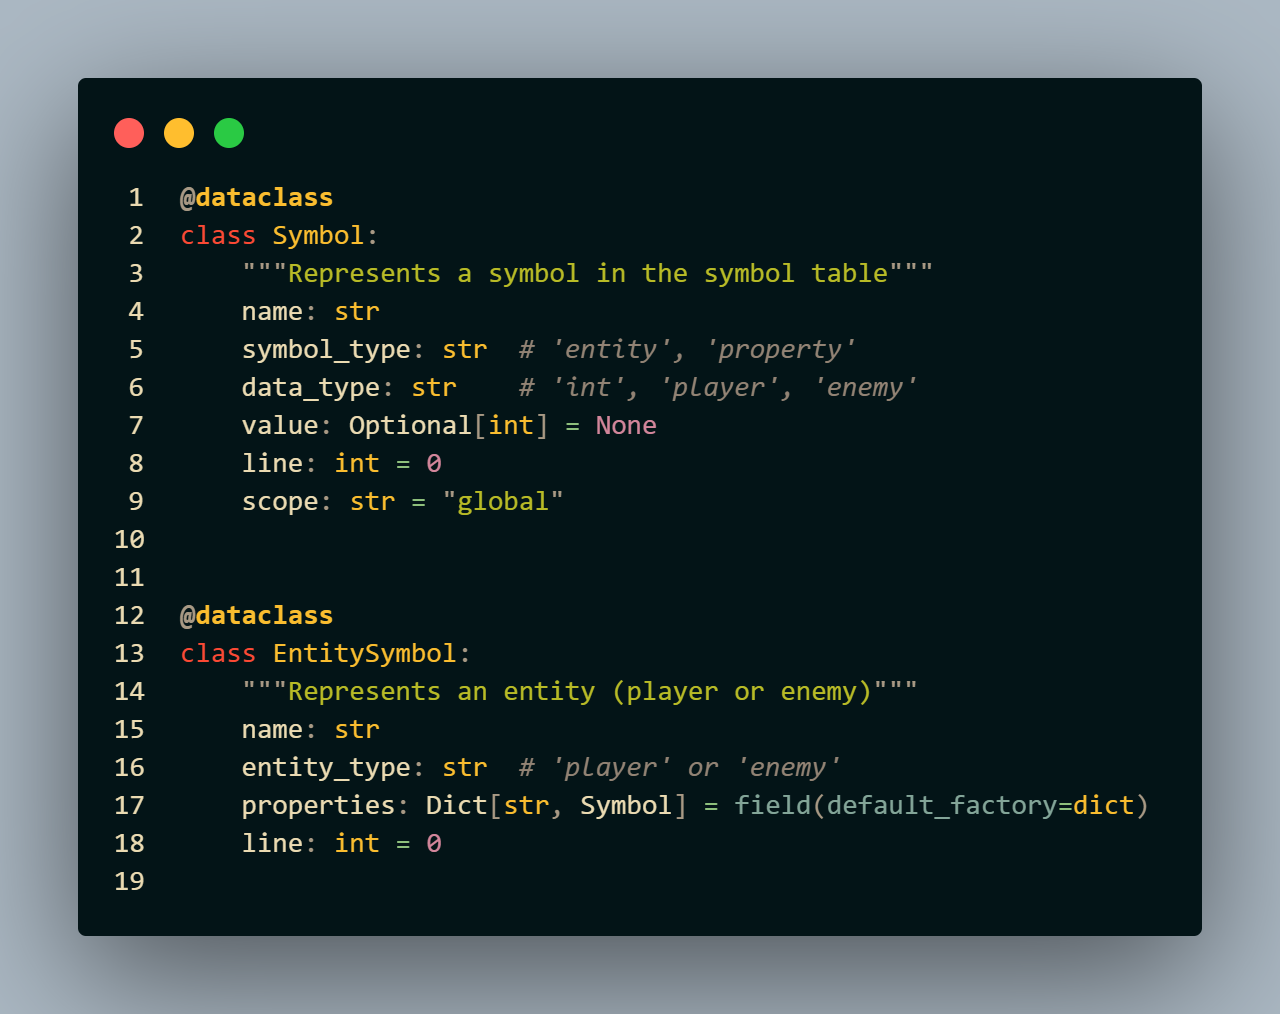 1 @dataclass
2 class Symbol:
3     """Represents a symbol in the symbol table"""
4     name: str
5     symbol_type: str  # 'entity', 'property'
6     data_type: str    # 'int', 'player', 'enemy'
7     value: Optional[int] = None
8     line: int = 0
9     scope: str = "global"
10
11
12 @dataclass
13 class EntitySymbol:
14     """Represents an entity (player or enemy)"""
15     name: str
16     entity_type: str  # 'player' or 'enemy'
17     properties: Dict[str, Symbol] = field(default_factory=dict)
18     line: int = 0
19